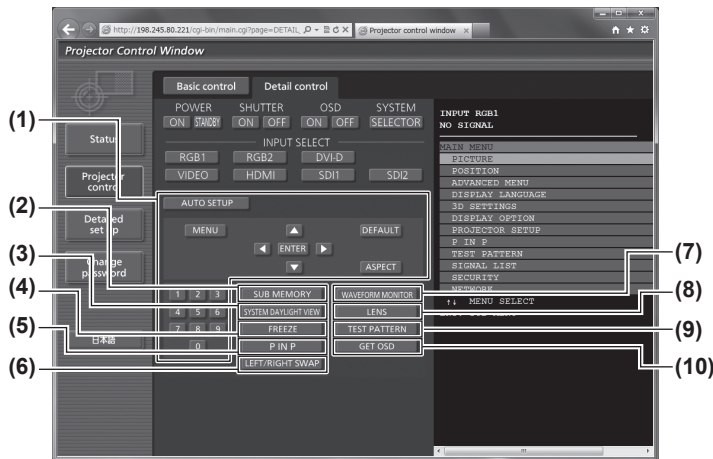 http://198.245.80.221/cgi-bin/main.cgi?page=DETAIL_
Projector control window
Projector Control Window
Basic control
Detail control
POWER
SHUTTER
OSD
SYSTEM
ON
STANDBY
ON
OFF
ON
OFF
SELECTOR
INPUT SELECT
RGB1
RGB2
DVI-D
VIDEO
HDMI
SDI1
SDI2
AUTO SETUP
MENU
DEFAULT
ENTER
ASPECT
1 2 3
4 5 6
7 8 9
0
SUB MEMORY
SYSTEM DAYLIGHT VIEW
FREEZE
P IN P
LEFT/RIGHT SWAP
WAVEFORM MONITOR
LENS
TEST PATTERN
GET OSD
Status
Projector
control
Detailed
set up
Change
password
日本語
INPUT RGB1
NO SIGNAL
MAIN MENU
PICTURE
POSITION
ADVANCED MENU
DISPLAY LANGUAGE
3D SETTINGS
DISPLAY OPTION
PROJECTOR SETUP
P IN P
TEST PATTERN
SIGNAL LIST
SECURITY
NETWORK
↑↓ MENU SELECT
(1)
(2)
(3)
(4)
(5)
(6)
(7)
(8)
(9)
(10)